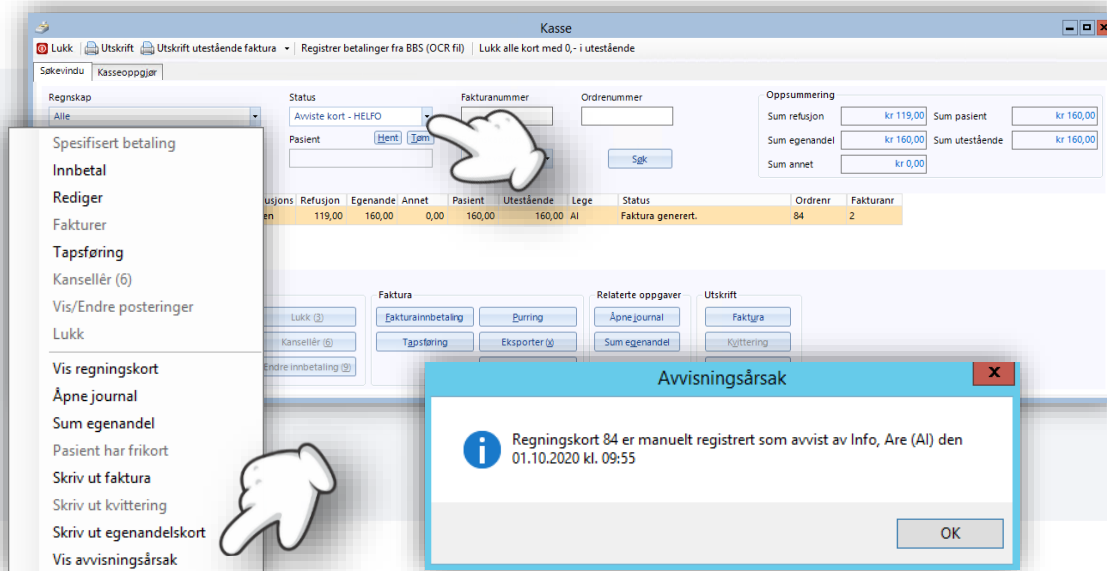 Kasse
Lukk Utskrift Utskrift utestående faktura Registrer betalinger fra BBS (OCR fil) Lukk alle kort med 0,- i utestående
Søkevindu Kasseoppgjør
Regnskap Status Fakturanummer Ordrenummer Oppsummering
Alle Avviste kort - HELFO Sum refusjon kr 119,00 Sum pasient kr 160,00
Pasient Hent Tøm Sum egenandel kr 160,00 Sum utestående kr 160,00
Søk Sum annet kr 0,00
Refusjon Egenande Annet Pasient Utestående Lege Status Ordrenr Fakturanr
119,00 160,00 0,00 160,00 160,00 AI Faktura generert. 84 2
Spesifisert betaling
Innbetal
Rediger
Fakturer
Tapsføring
Kansellér (6)
Vis/Endre posteringer
Lukk
Vis regningskort
Åpne journal
Sum egenandel
Pasient har frikort
Skriv ut faktura
Skriv ut kvittering
Skriv ut egenandelskort
Vis avvisningsårsak
Faktura Relaterte oppgaver Utskrift
Lukk (3) Fakturainnbetaling Purring Åpne journal Faktura
Kansellér (6) Tapsføring Eksporter (x) Sum egenandel Kvittering
Endre innbetaling (9)
Avvisningsårsak
Regningskort 84 er manuelt registrert som avvist av Info, Are (AI) den
01.10.2020 kl. 09:55
OK